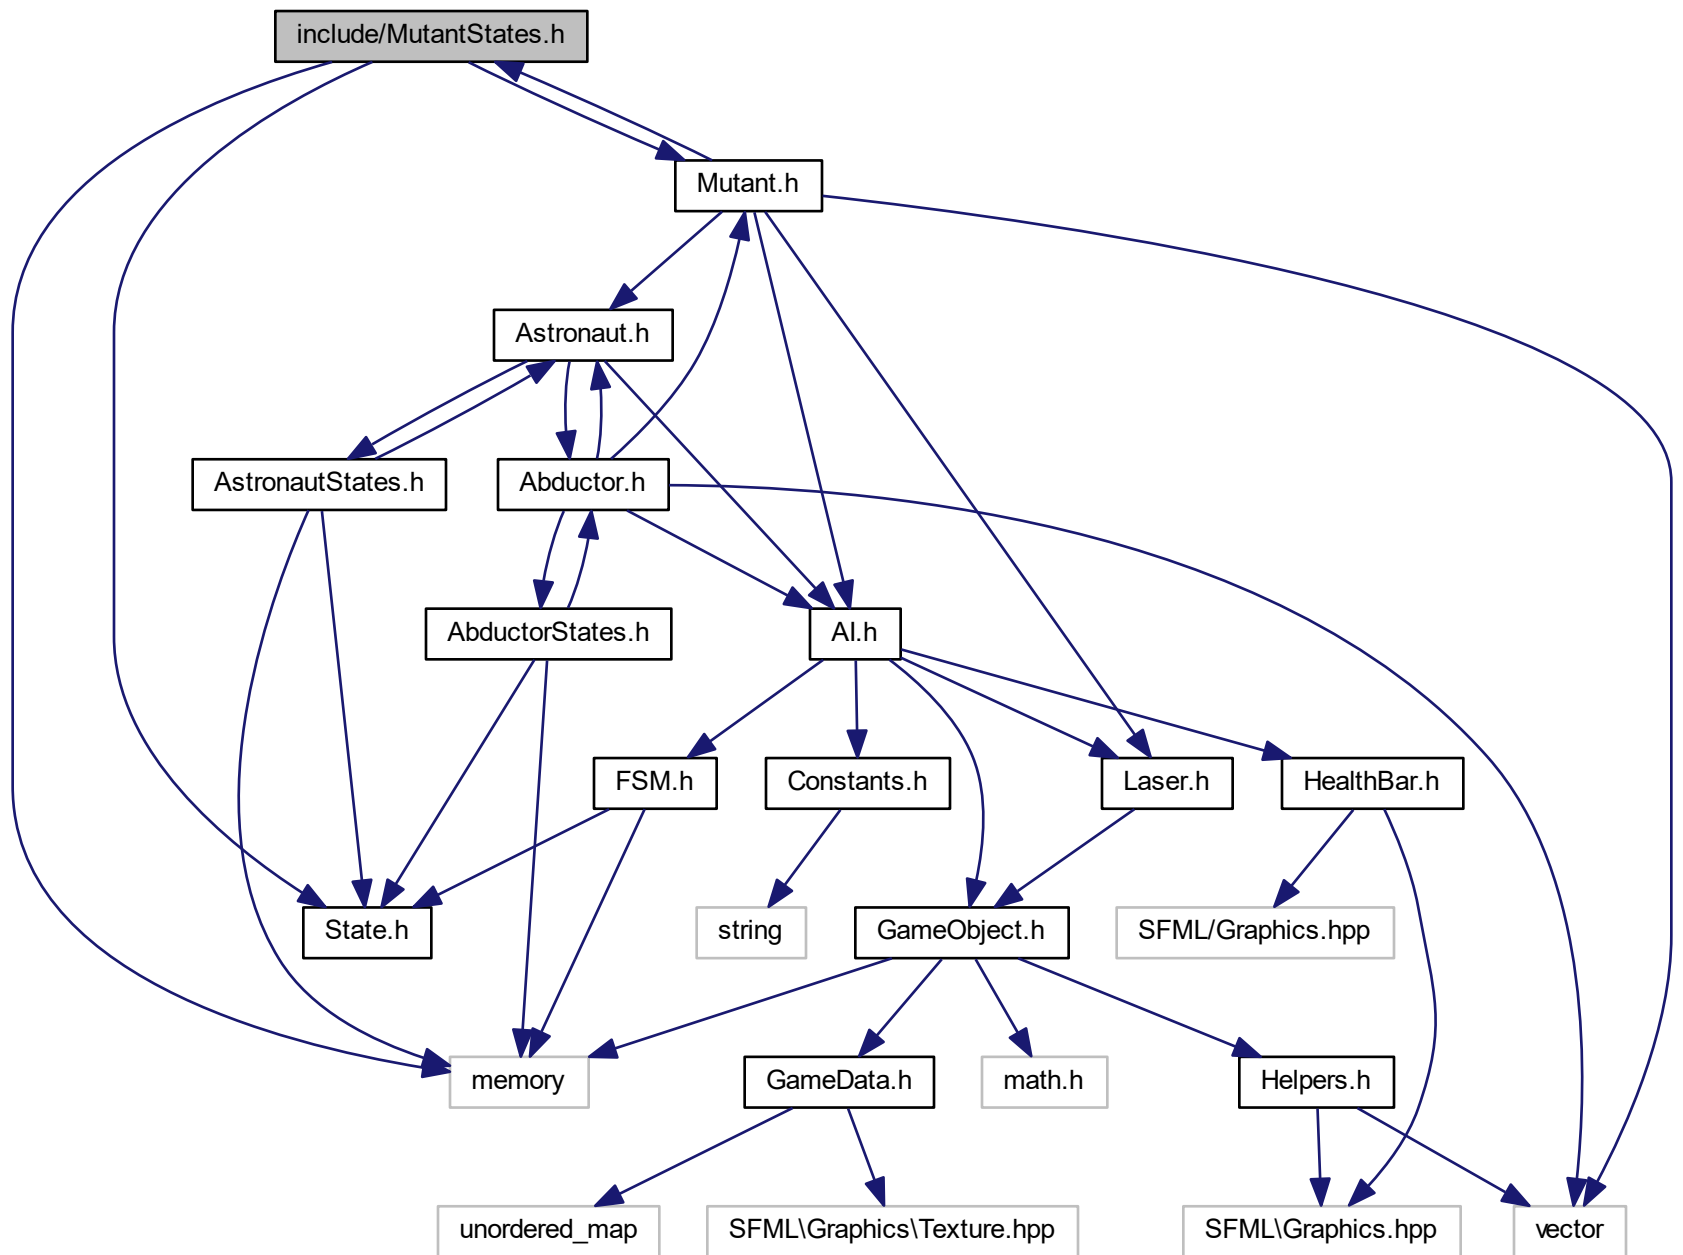 include/MutantStates.h
Mutant.h
Astronaut.h
AstronautStates.h
Abductor.h
AbductorStates.h
AI.h
FSM.h
Constants.h
Laser.h
HealthBar.h
State.h
string
GameObject.h
SFML/Graphics.hpp
memory
GameData.h
math.h
Helpers.h
unordered_map
SFML\Graphics\Texture.hpp
SFML\Graphics.hpp
vector